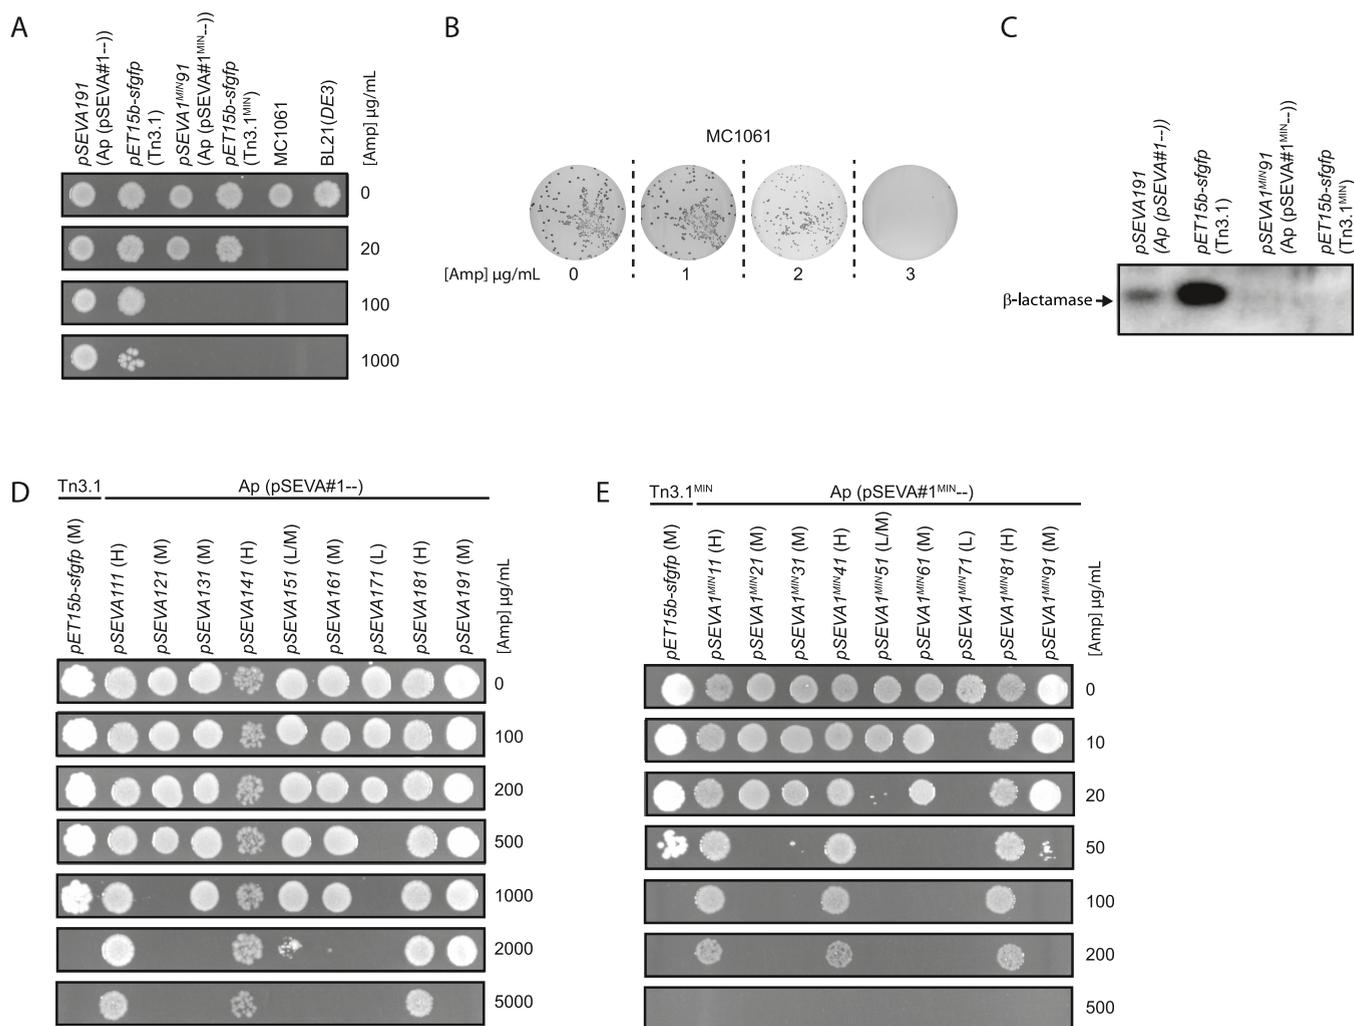 A
pSEVA191
(Ap (pSEVA#1--))
pET15b-sfgfp
(Tn3.1)
pSEVA1MIN91
(Ap (pSEVA#1MIN--))
pET15b-sfgfp
(Tn3.1MIN)
MC1061
BL21(DE3)
[Amp] µg/mL
0
20
100
1000
B
MC1061
[Amp] µg/mL
0
1
2
3
C
pSEVA191
(Ap (pSEVA#1--))
pET15b-sfgfp
(Tn3.1)
pSEVA1MIN91
(Ap (pSEVA#1MIN--))
pET15b-sfgfp
(Tn3.1MIN)
β-lactamase
D
Tn3.1
Ap (pSEVA#1--)
pET15b-sfgfp (M)
pSEVA111 (H)
pSEVA121 (M)
pSEVA131 (M)
pSEVA141 (H)
pSEVA151 (L/M)
pSEVA161 (M)
pSEVA171 (L)
pSEVA181 (H)
pSEVA191 (M)
[Amp] µg/mL
0
100
200
500
1000
2000
5000
E
Tn3.1MIN
Ap (pSEVA#1MIN--)
pET15b-sfgfp (M)
pSEVA1MIN11 (H)
pSEVA1MIN21 (M)
pSEVA1MIN31 (M)
pSEVA1MIN41 (H)
pSEVA1MIN51 (L/M)
pSEVA1MIN61 (M)
pSEVA1MIN71 (L)
pSEVA1MIN81 (H)
pSEVA1MIN91 (M)
[Amp] µg/mL
0
10
20
50
100
200
500